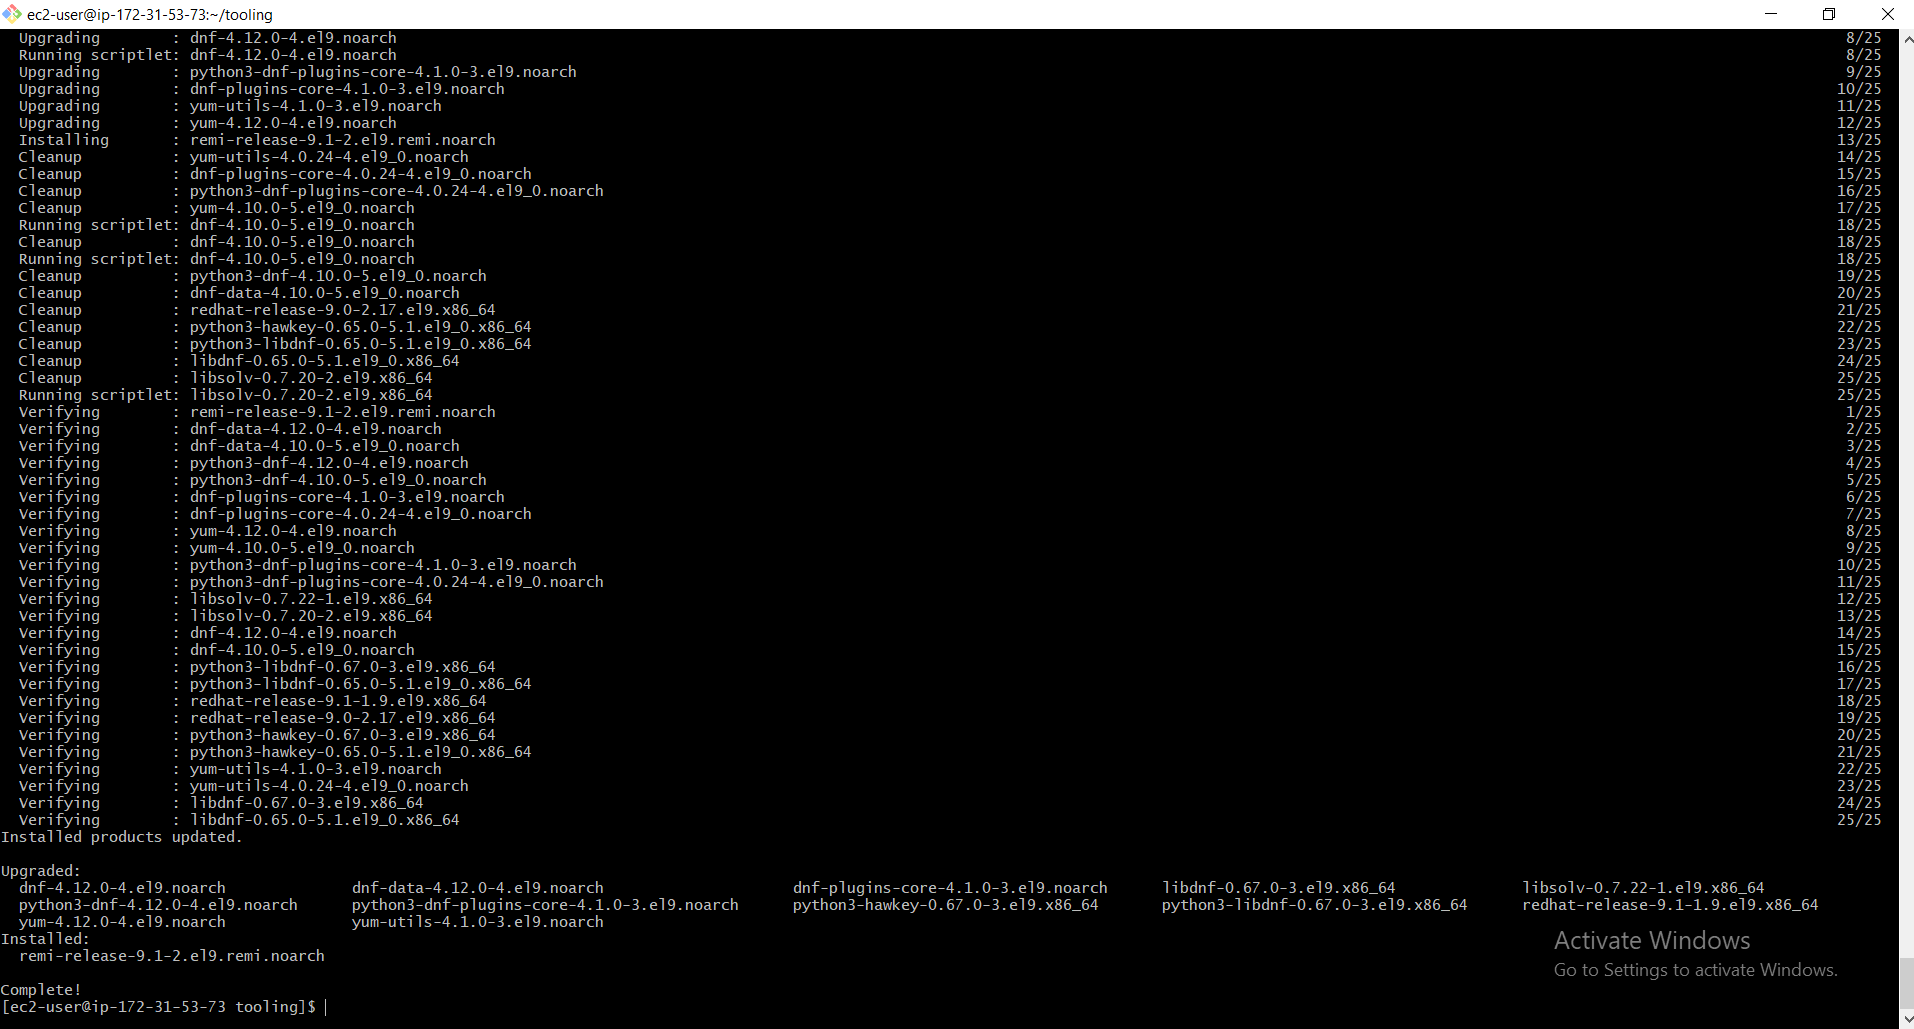 ec2-user@ip-172-31-53-73:~/tooling
Upgrading        : dnf-4.12.0-4.el9.noarch 8/25
Running scriptlet: dnf-4.12.0-4.el9.noarch 8/25
Upgrading        : python3-dnf-plugins-core-4.1.0-3.el9.noarch 9/25
Upgrading        : dnf-plugins-core-4.1.0-3.el9.noarch 10/25
Upgrading        : yum-utils-4.1.0-3.el9.noarch 11/25
Upgrading        : yum-4.12.0-4.el9.noarch 12/25
Installing       : remi-release-9.1-2.el9.remi.noarch 13/25
Cleanup          : yum-utils-4.0.24-4.el9_0.noarch 14/25
Cleanup          : dnf-plugins-core-4.0.24-4.el9_0.noarch 15/25
Cleanup          : python3-dnf-plugins-core-4.0.24-4.el9_0.noarch 16/25
Cleanup          : yum-4.10.0-5.el9_0.noarch 17/25
Running scriptlet: dnf-4.10.0-5.el9_0.noarch 18/25
Cleanup          : dnf-4.10.0-5.el9_0.noarch 18/25
Running scriptlet: dnf-4.10.0-5.el9_0.noarch 18/25
Cleanup          : python3-dnf-4.10.0-5.el9_0.noarch 19/25
Cleanup          : dnf-data-4.10.0-5.el9_0.noarch 20/25
Cleanup          : redhat-release-9.0-2.17.el9.x86_64 21/25
Cleanup          : python3-hawkey-0.65.0-5.1.el9_0.x86_64 22/25
Cleanup          : python3-libdnf-0.65.0-5.1.el9_0.x86_64 23/25
Cleanup          : libdnf-0.65.0-5.1.el9_0.x86_64 24/25
Cleanup          : libsolv-0.7.20-2.el9.x86_64 25/25
Running scriptlet: libsolv-0.7.20-2.el9.x86_64 25/25
Verifying        : remi-release-9.1-2.el9.remi.noarch 1/25
Verifying        : dnf-data-4.12.0-4.el9.noarch 2/25
Verifying        : dnf-data-4.10.0-5.el9_0.noarch 3/25
Verifying        : python3-dnf-4.12.0-4.el9.noarch 4/25
Verifying        : python3-dnf-4.10.0-5.el9_0.noarch 5/25
Verifying        : dnf-plugins-core-4.1.0-3.el9.noarch 6/25
Verifying        : dnf-plugins-core-4.0.24-4.el9_0.noarch 7/25
Verifying        : yum-4.12.0-4.el9.noarch 8/25
Verifying        : yum-4.10.0-5.el9_0.noarch 9/25
Verifying        : python3-dnf-plugins-core-4.1.0-3.el9.noarch 10/25
Verifying        : python3-dnf-plugins-core-4.0.24-4.el9_0.noarch 11/25
Verifying        : libsolv-0.7.22-1.el9.x86_64 12/25
Verifying        : libsolv-0.7.20-2.el9.x86_64 13/25
Verifying        : dnf-4.12.0-4.el9.noarch 14/25
Verifying        : dnf-4.10.0-5.el9_0.noarch 15/25
Verifying        : python3-libdnf-0.67.0-3.el9.x86_64 16/25
Verifying        : python3-libdnf-0.65.0-5.1.el9_0.x86_64 17/25
Verifying        : redhat-release-9.1-1.9.el9.x86_64 18/25
Verifying        : redhat-release-9.0-2.17.el9.x86_64 19/25
Verifying        : python3-hawkey-0.67.0-3.el9.x86_64 20/25
Verifying        : python3-hawkey-0.65.0-5.1.el9_0.x86_64 21/25
Verifying        : yum-utils-4.1.0-3.el9.noarch 22/25
Verifying        : yum-utils-4.0.24-4.el9_0.noarch 23/25
Verifying        : libdnf-0.67.0-3.el9.x86_64 24/25
Verifying        : libdnf-0.65.0-5.1.el9_0.x86_64 25/25
Installed products updated.
Upgraded:
dnf-4.12.0-4.el9.noarch dnf-data-4.12.0-4.el9.noarch dnf-plugins-core-4.1.0-3.el9.noarch libdnf-0.67.0-3.el9.x86_64 libsolv-0.7.22-1.el9.x86_64
python3-dnf-4.12.0-4.el9.noarch python3-dnf-plugins-core-4.1.0-3.el9.noarch python3-hawkey-0.67.0-3.el9.x86_64 python3-libdnf-0.67.0-3.el9.x86_64 redhat-release-9.1-1.9.el9.x86_64
yum-4.12.0-4.el9.noarch yum-utils-4.1.0-3.el9.noarch
Installed:
remi-release-9.1-2.el9.remi.noarch
Activate Windows
Go to Settings to activate Windows.
Complete!
[ec2-user@ip-172-31-53-73 tooling]$